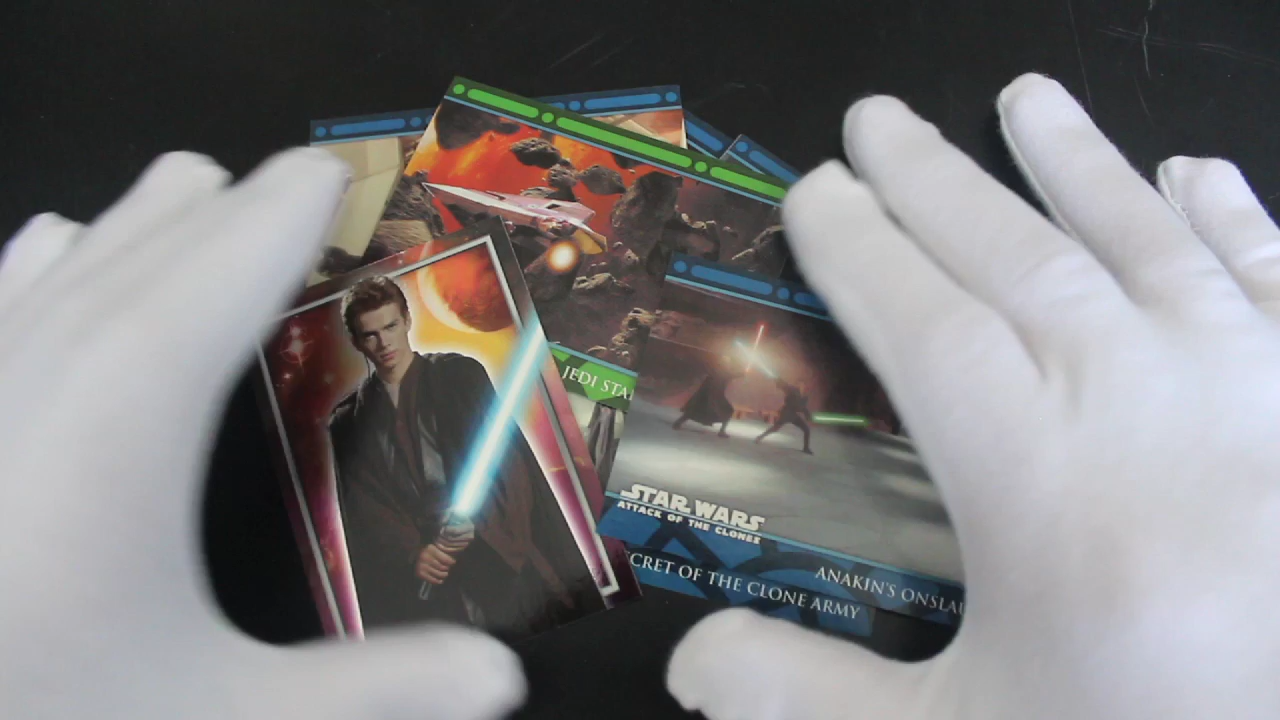 JEDI STA
STAR WARS
ATTACK OF THE CLONES
ANAKIN'S ONSLAU
CRET OF THE CLONE ARMY